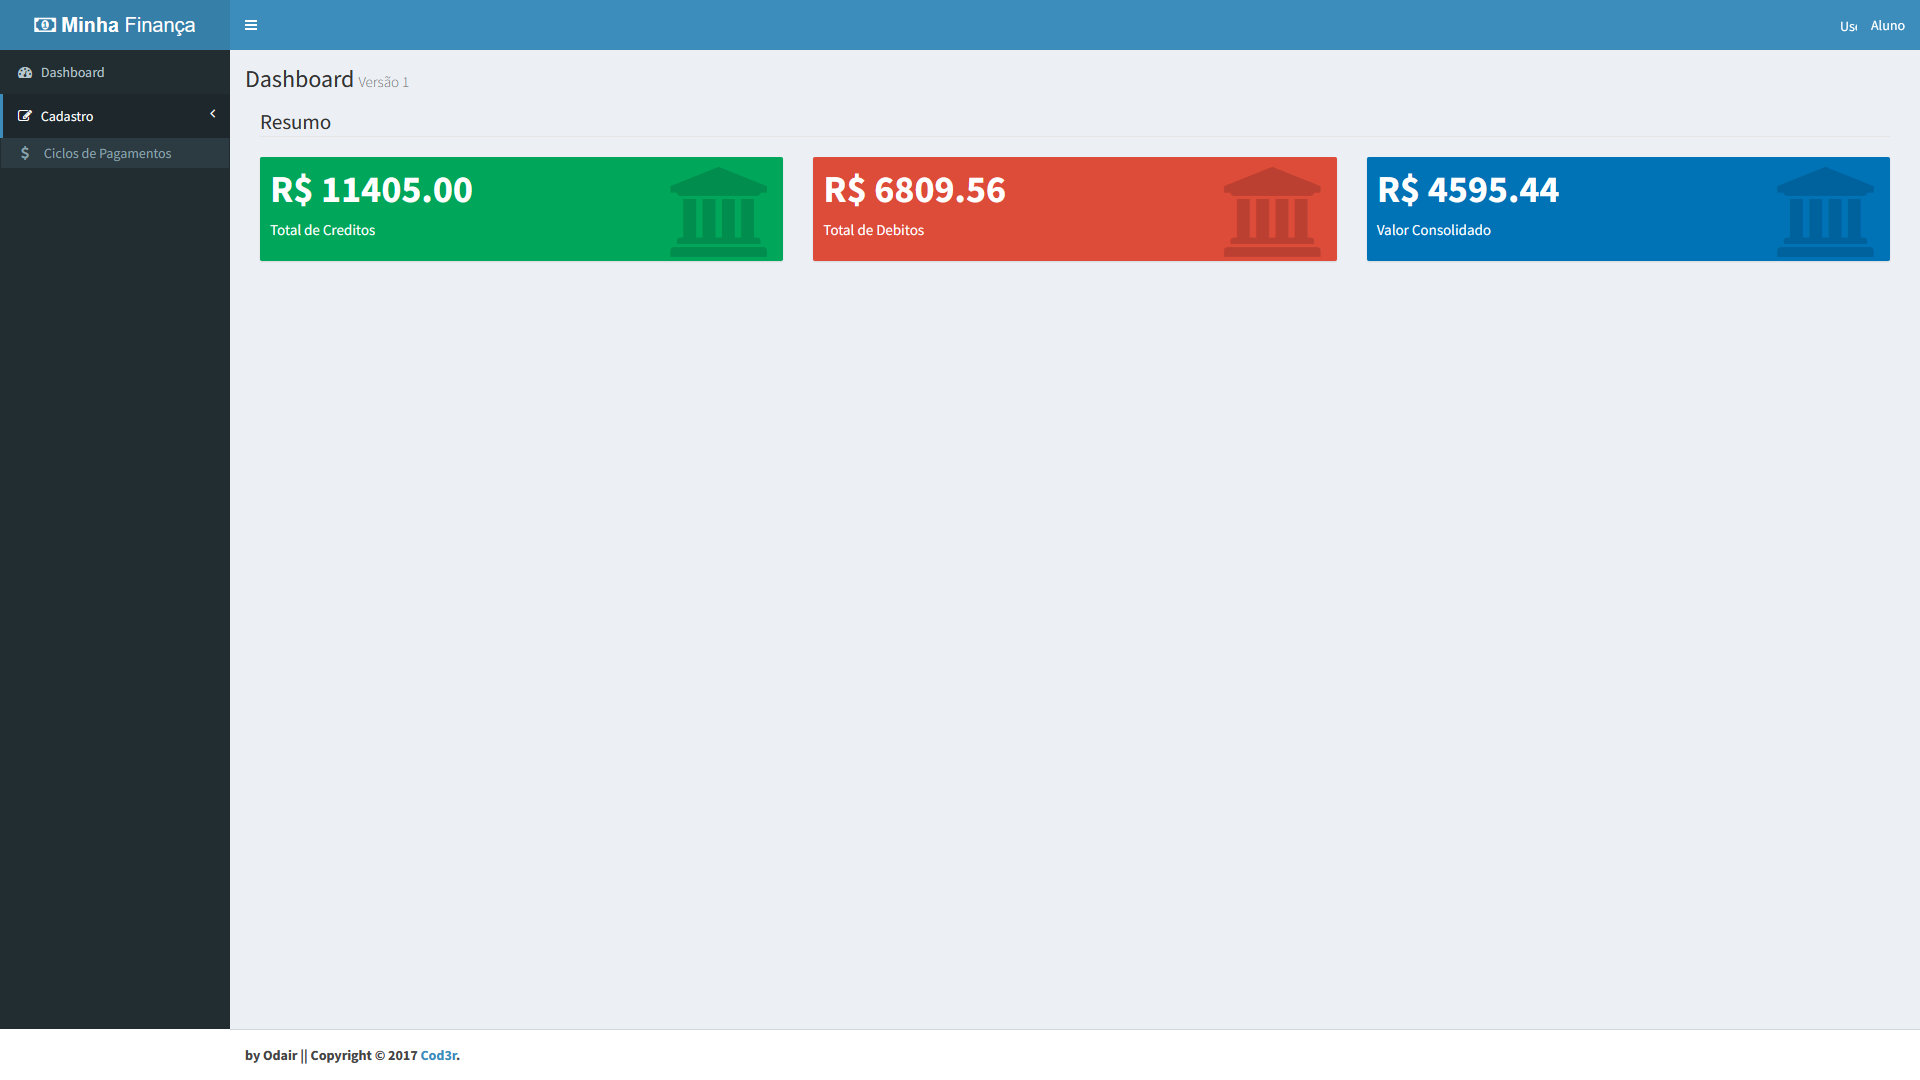 Minha Finança
Aluno
Dashboard
Cadastro
Ciclos de Pagamentos
Dashboard Versão 1
Resumo
R$ 11405.00
Total de Creditos
R$ 6809.56
Total de Debitos
R$ 4595.44
Valor Consolidado
by Odair || Copyright © 2017 Cod3r.